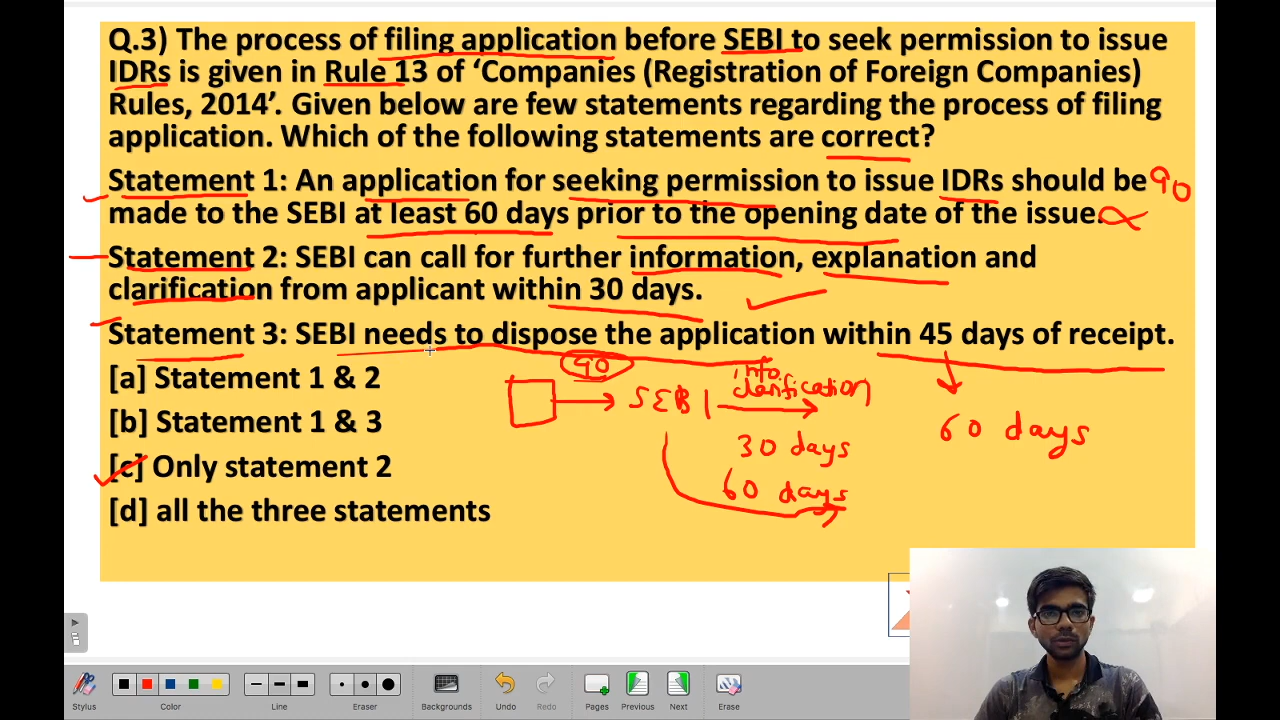 Q.3) The process of filing application before SEBI to seek permission to issue
IDRs is given in Rule 13 of ‘Companies (Registration of Foreign Companies)
Rules, 2014’. Given below are few statements regarding the process of filing
application. Which of the following statements are correct?
Statement 1: An application for seeking permission to issue IDRs should be 90
made to the SEBI at least 60 days prior to the opening date of the issue.
Statement 2: SEBI can call for further information, explanation and
clarification from applicant within 30 days.
Statement 3: SEBI needs to dispose the application within 45 days of receipt.
[a] Statement 1 & 2
90
info
clarification
SEBI
[b] Statement 1 & 3
30 days
60 days
[c] Only statement 2
60 days
[d] all the three statements
Stylus
Color
Line
Eraser
Backgrounds
Undo
Redo
Pages
Previous
Next
Erase